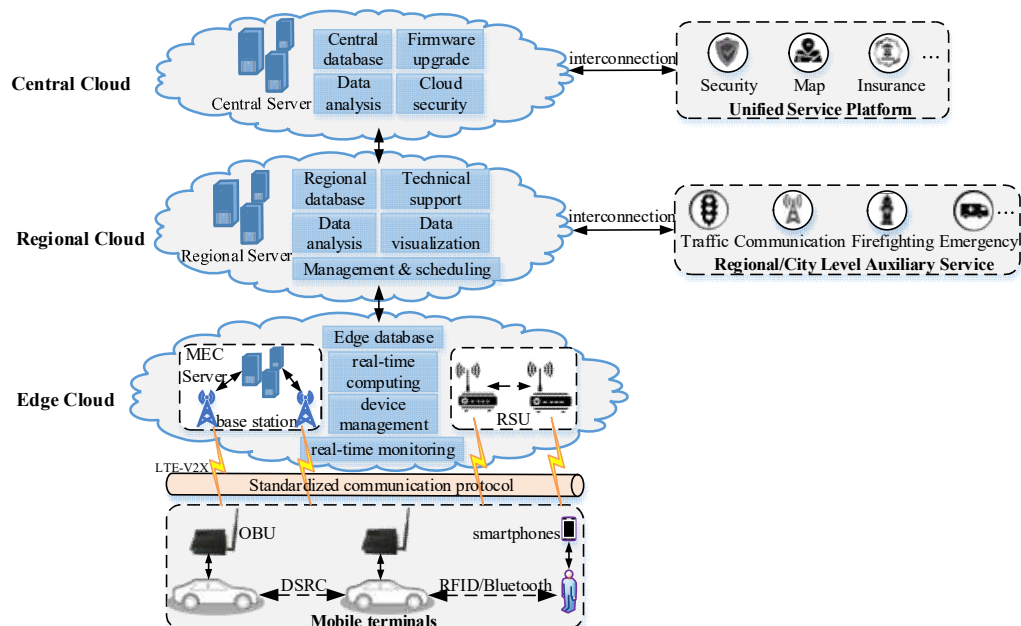 Central Cloud
Central Server
Central
database
Firmware
upgrade
Data
analysis
Cloud
security
interconnection
Security
Map
Insurance
...
Unified Service Platform
Regional Cloud
Regional Server
Regional
database
Technical
support
Data
analysis
Data
visualization
Management & scheduling
interconnection
Traffic
Communication
Firefighting
Emergency
...
Regional/City Level Auxiliary Service
Edge Cloud
MEC
Server
base station
Edge database
real-time
computing
device
management
real-time monitoring
RSU
LTE-V2X
Standardized communication protocol
OBU
smartphones
DSRC
RFID/Bluetooth
Mobile terminals